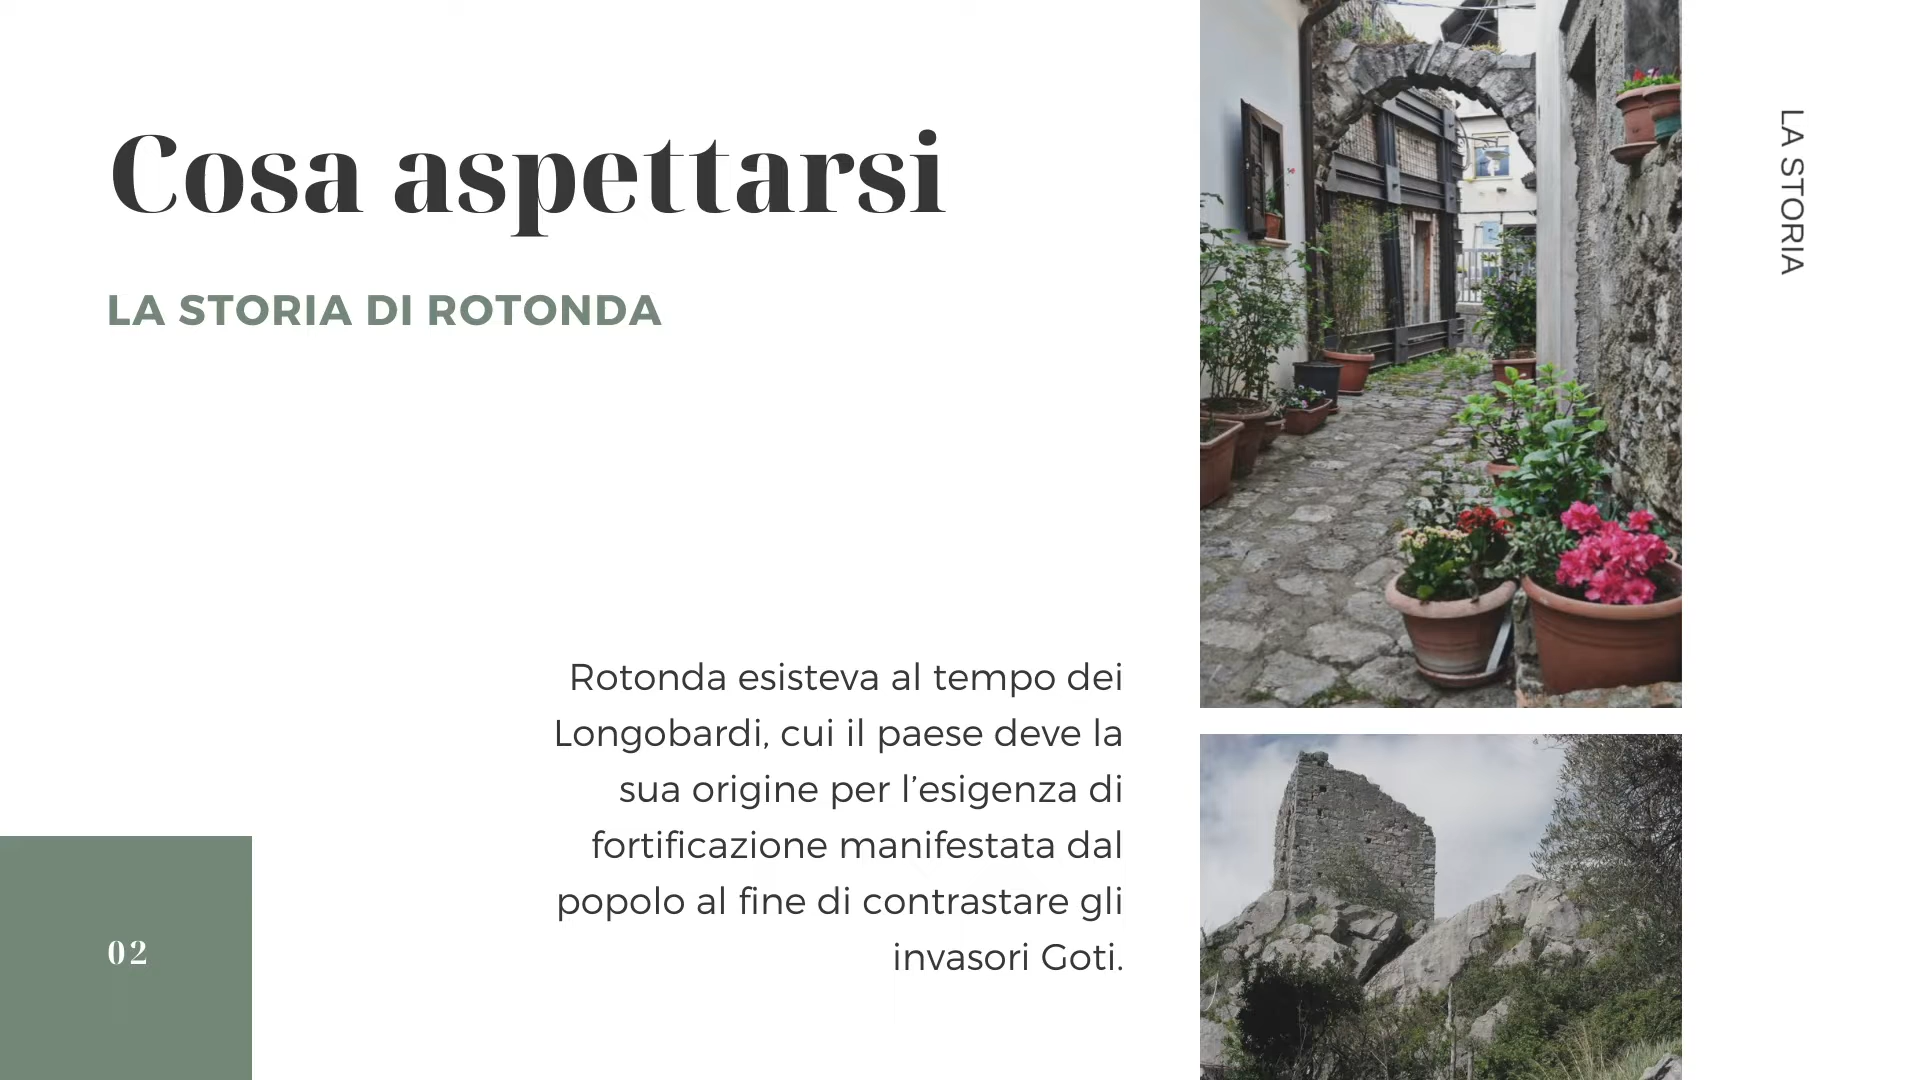 Cosa aspettarsi
LA STORIA DI ROTONDA
Rotonda esisteva al tempo dei
Longobardi, cui il paese deve la
sua origine per l’esigenza di
fortificazione manifestata dal
popolo al fine di contrastare gli
invasori Goti.
02
LA STORIA